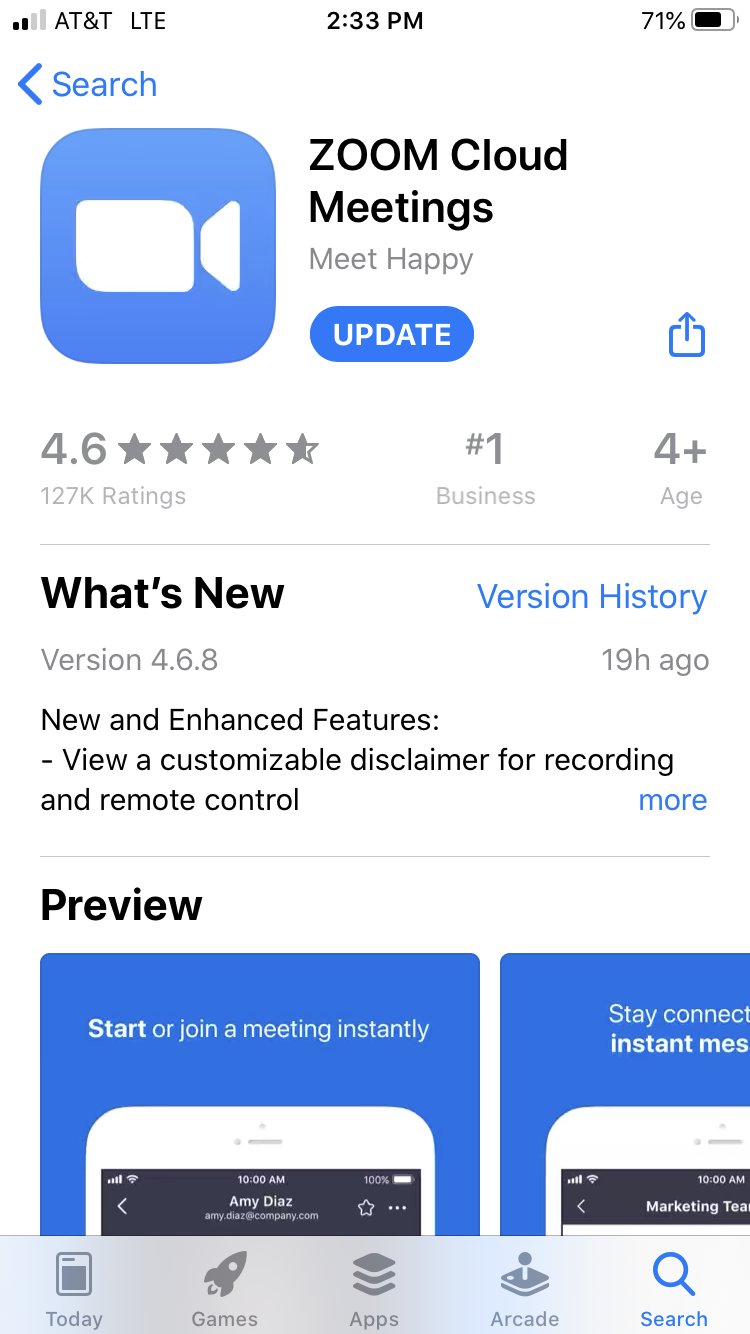 AT&T LTE 2:33 PM 71%
Search
ZOOM Cloud
Meetings
Meet Happy
UPDATE
4.6 #1 4+
127K Ratings Business Age
What's New Version History
Version 4.6.8 19h ago
New and Enhanced Features:
- View a customizable disclaimer for recording
and remote control more
Preview
Start or join a meeting instantly
10:00 AM 100%
Amy Diaz
amy.diaz@company.com
Stay connect
instant mes
10:00 AM
Marketing Tea
Today Games Apps Arcade Search